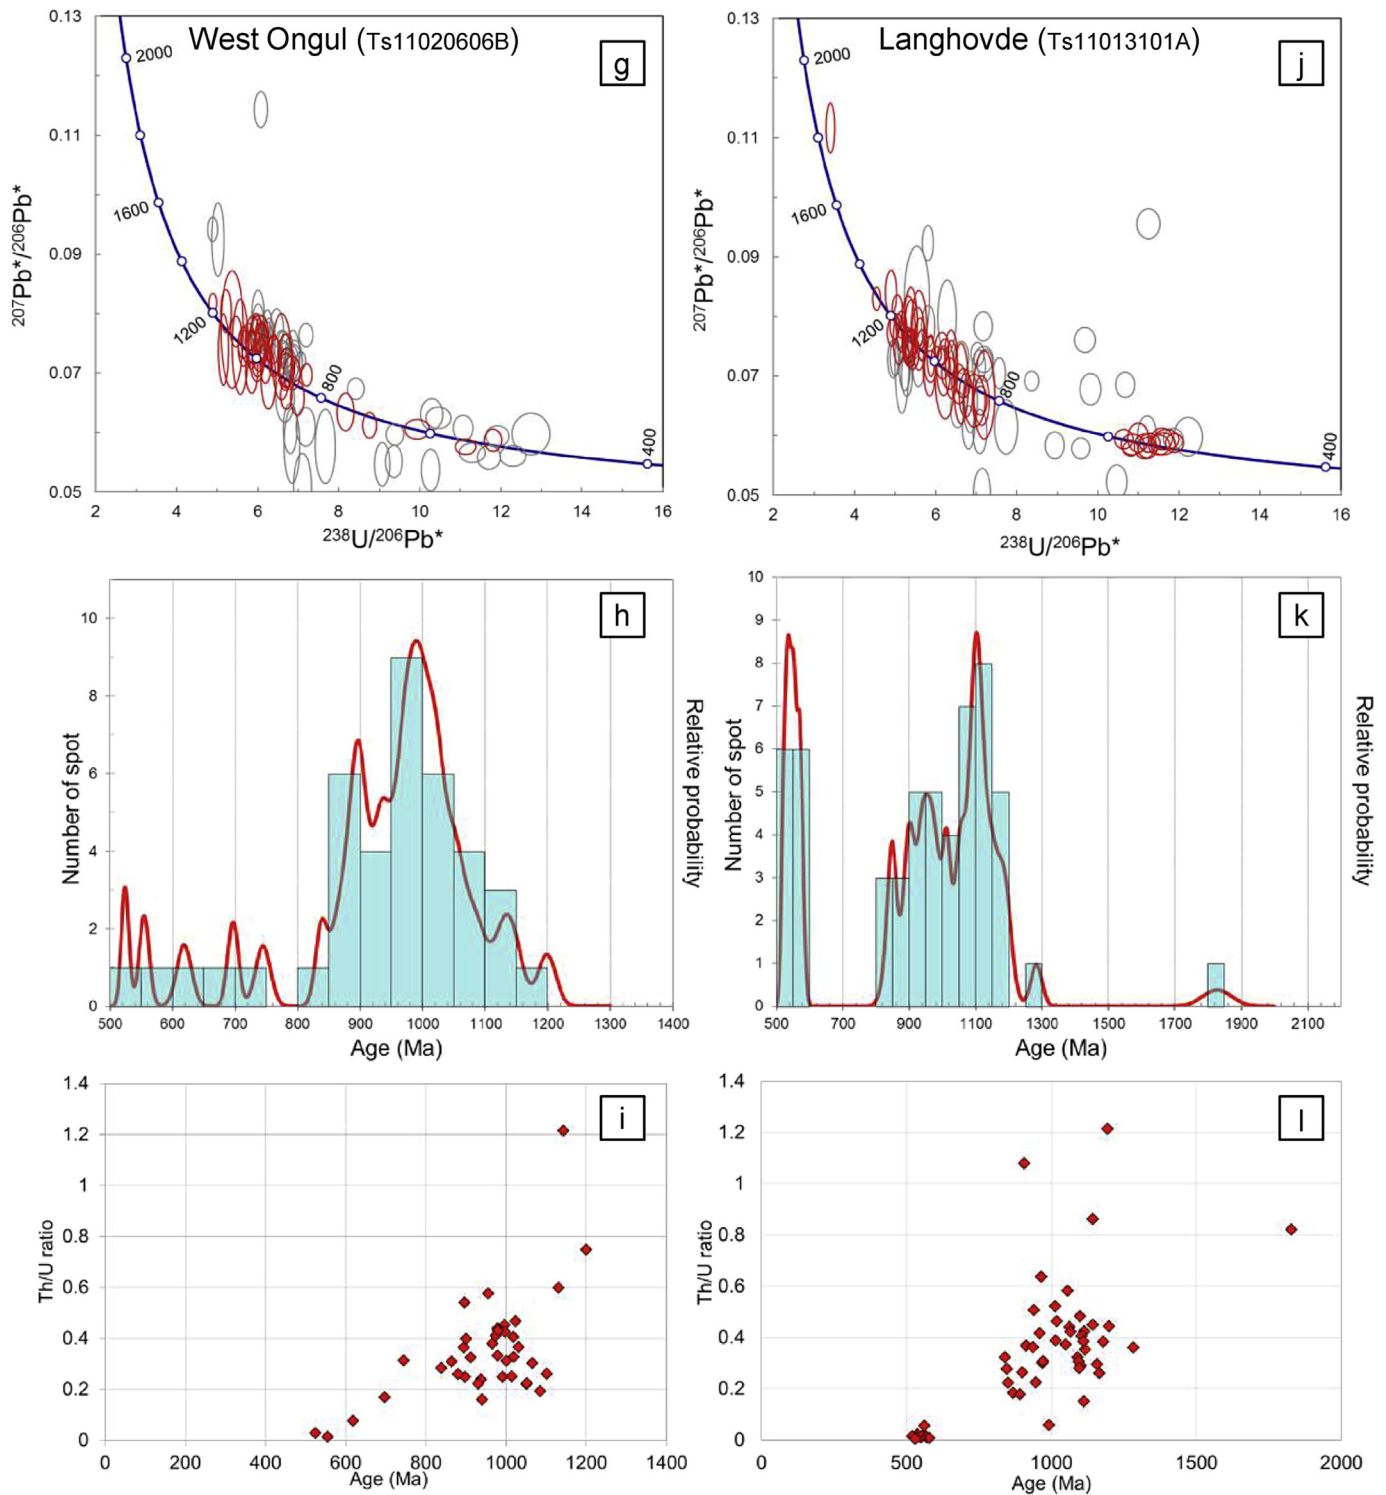 West Ongul (Ts11020606B)
g
0.13
0.11
0.09
0.07
0.05
207Pb*/206Pb*
2000
1600
1200
800
400
2 4 6 8 10 12 14 16
238U/206Pb*
Langhovde (Ts11013101A)
j
0.13
0.11
0.09
0.07
0.05
207Pb*/206Pb*
2000
1600
1200
800
400
2 4 6 8 10 12 14 16
238U/206Pb*
h
10
8
6
4
2
0
Number of spot
Relative probability
500 600 700 800 900 1000 1100 1200 1300 1400
Age (Ma)
k
10
9
8
7
6
5
4
3
2
1
0
Number of spot
Relative probability
500 700 900 1100 1300 1500 1700 1900 2100
Age (Ma)
i
1.4
1.2
1
0.8
0.6
0.4
0.2
0
Th/U ratio
0 200 400 600 800 1000 1200 1400
Age (Ma)
l
1.4
1.2
1
0.8
0.6
0.4
0.2
0
Th/U ratio
0 500 1000 1500 2000
Age (Ma)